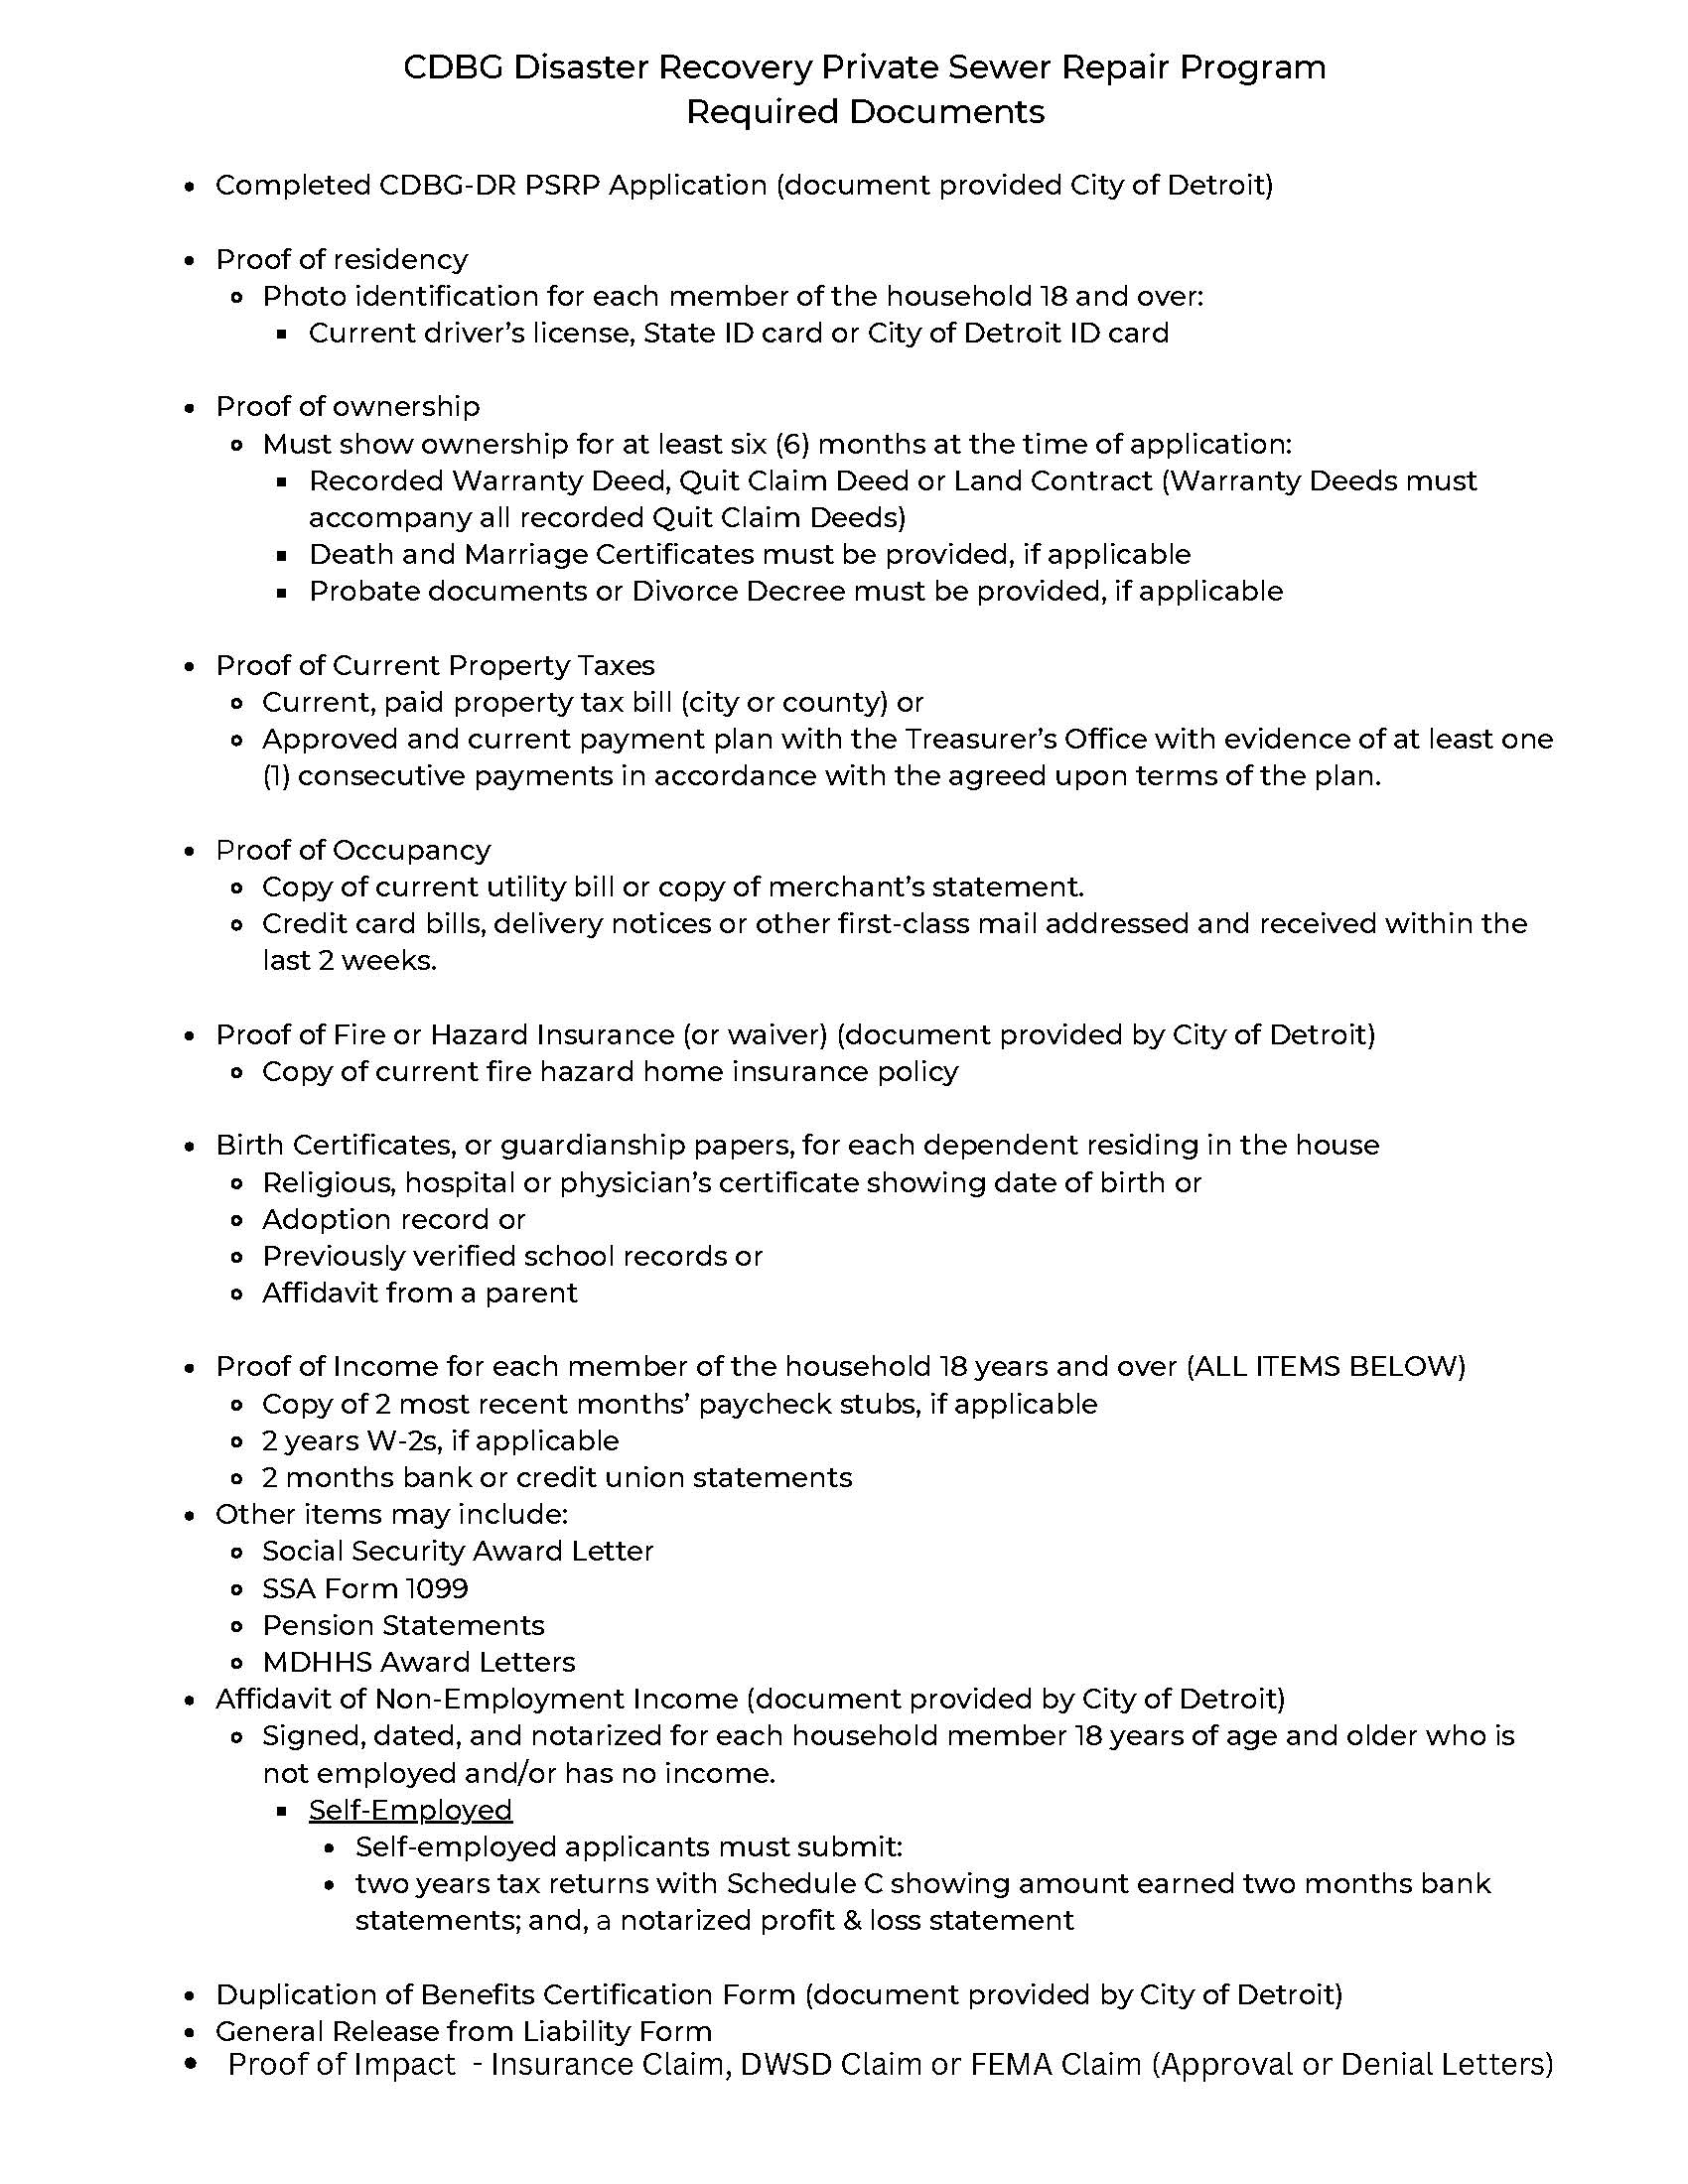 CDBG Disaster Recovery Private Sewer Repair Program
Required Documents
• Completed CDBG-DR PSRP Application (document provided City of Detroit)
• Proof of residency
∘ Photo identification for each member of the household 18 and over:
▪ Current driver’s license, State ID card or City of Detroit ID card
• Proof of ownership
∘ Must show ownership for at least six (6) months at the time of application:
▪ Recorded Warranty Deed, Quit Claim Deed or Land Contract (Warranty Deeds must
accompany all recorded Quit Claim Deeds)
▪ Death and Marriage Certificates must be provided, if applicable
▪ Probate documents or Divorce Decree must be provided, if applicable
• Proof of Current Property Taxes
∘ Current, paid property tax bill (city or county) or
∘ Approved and current payment plan with the Treasurer’s Office with evidence of at least one
(1) consecutive payments in accordance with the agreed upon terms of the plan.
• Proof of Occupancy
∘ Copy of current utility bill or copy of merchant’s statement.
∘ Credit card bills, delivery notices or other first-class mail addressed and received within the
last 2 weeks.
• Proof of Fire or Hazard Insurance (or waiver) (document provided by City of Detroit)
∘ Copy of current fire hazard home insurance policy
• Birth Certificates, or guardianship papers, for each dependent residing in the house
∘ Religious, hospital or physician’s certificate showing date of birth or
∘ Adoption record or
∘ Previously verified school records or
∘ Affidavit from a parent
• Proof of Income for each member of the household 18 years and over (ALL ITEMS BELOW)
∘ Copy of 2 most recent months’ paycheck stubs, if applicable
∘ 2 years W-2s, if applicable
∘ 2 months bank or credit union statements
• Other items may include:
∘ Social Security Award Letter
∘ SSA Form 1099
∘ Pension Statements
∘ MDHHS Award Letters
• Affidavit of Non-Employment Income (document provided by City of Detroit)
∘ Signed, dated, and notarized for each household member 18 years of age and older who is
not employed and/or has no income.
▪ Self-Employed
• Self-employed applicants must submit:
• two years tax returns with Schedule C showing amount earned two months bank
statements; and, a notarized profit & loss statement
• Duplication of Benefits Certification Form (document provided by City of Detroit)
• General Release from Liability Form
• Proof of Impact - Insurance Claim, DWSD Claim or FEMA Claim (Approval or Denial Letters)